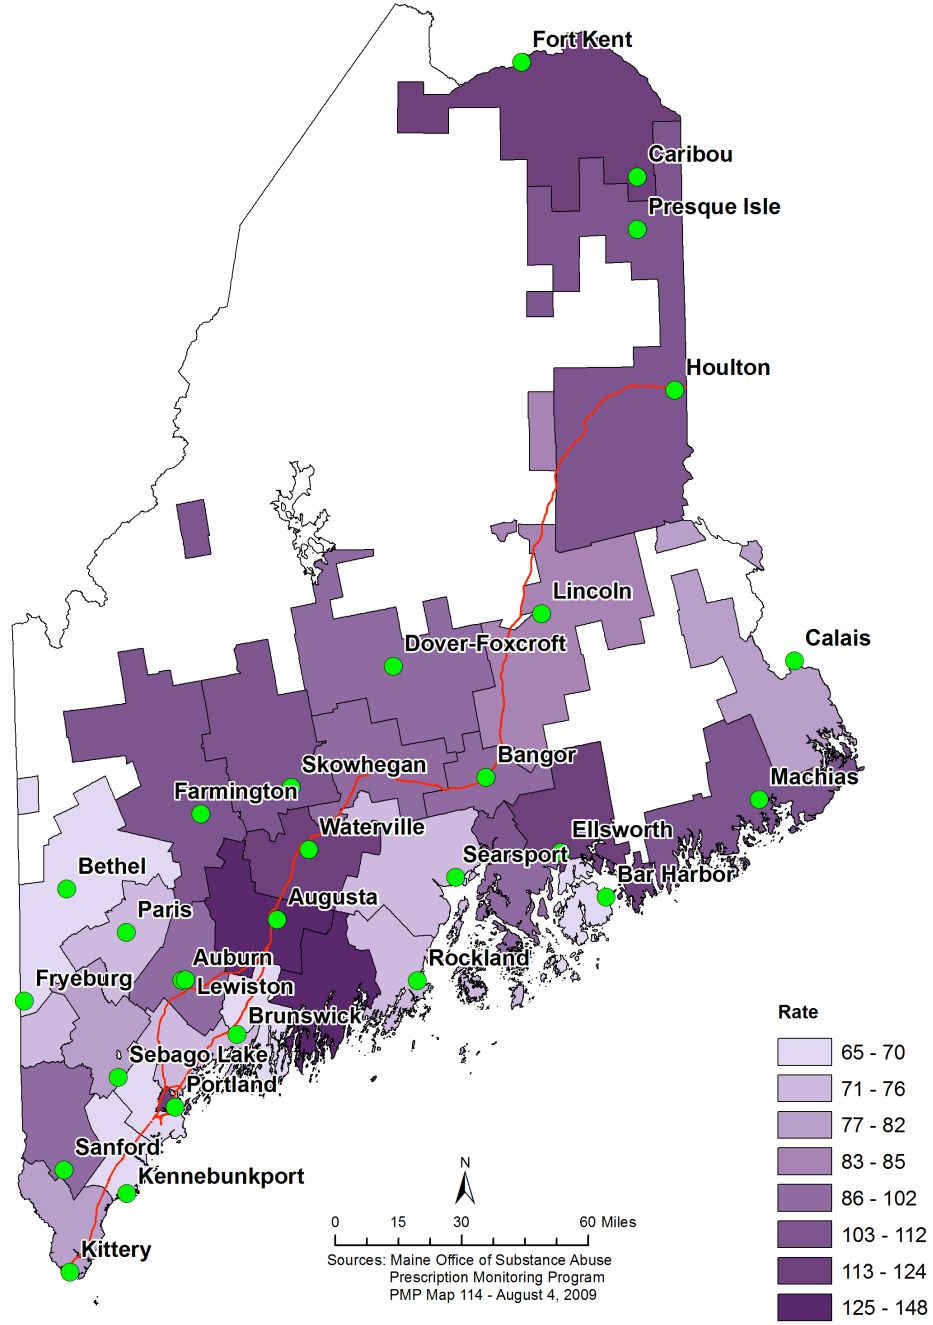 Fort Kent
Caribou
Presque Isle
Houlton
Lincoln
Dover-Foxcroft
Calais
Bangor
Skowhegan
Machias
Farmington
Waterville
Ellsworth
Searsport
Bethel
Bar Harbor
Augusta
Paris
Auburn
Rockland
Fryeburg
Lewiston
Brunswick
Sebago Lake
Portland
Sanford
Kennebunkport
Kittery
Rate
65 - 70
71 - 76
77 - 82
83 - 85
86 - 102
103 - 112
113 - 124
125 - 148
N
0 15 30 60 Miles
Sources: Maine Office of Substance Abuse
Prescription Monitoring Program
PMP Map 114 - August 4, 2009